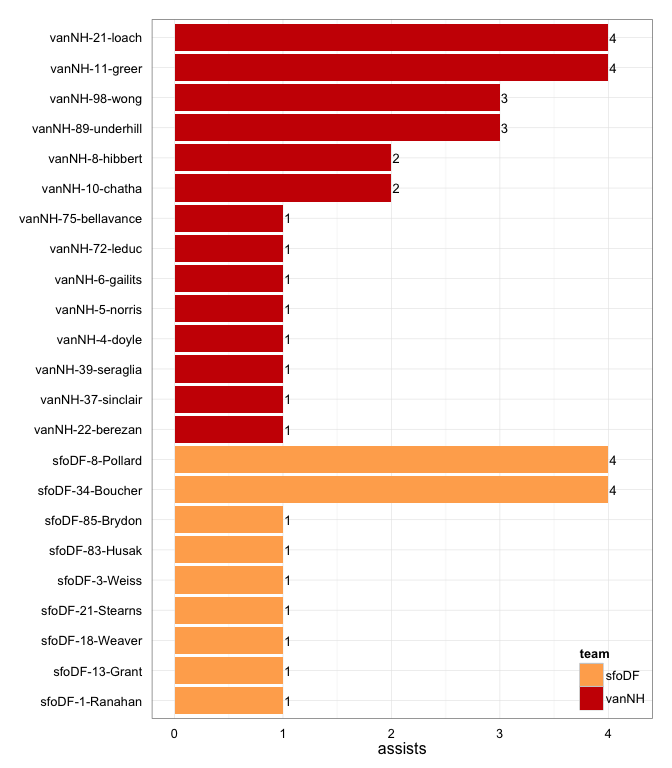 vanNH-21-loach 4
vanNH-11-greer 4
vanNH-98-wong 3
vanNH-89-underhill 3
vanNH-8-hibbert 2
vanNH-10-chatha 2
vanNH-75-bellavance 1
vanNH-72-leduc 1
vanNH-6-gailits 1
vanNH-5-norris 1
vanNH-4-doyle 1
vanNH-39-seraglia 1
vanNH-37-sinclair 1
vanNH-22-berezan 1
sfoDF-8-Pollard 4
sfoDF-34-Boucher 4
sfoDF-85-Brydon 1
sfoDF-83-Husak 1
sfoDF-3-Weiss 1
sfoDF-21-Stearns 1
sfoDF-18-Weaver 1
sfoDF-13-Grant 1
sfoDF-1-Ranahan 1
team
sfoDF
vanNH
0 1 2 3 4
assists